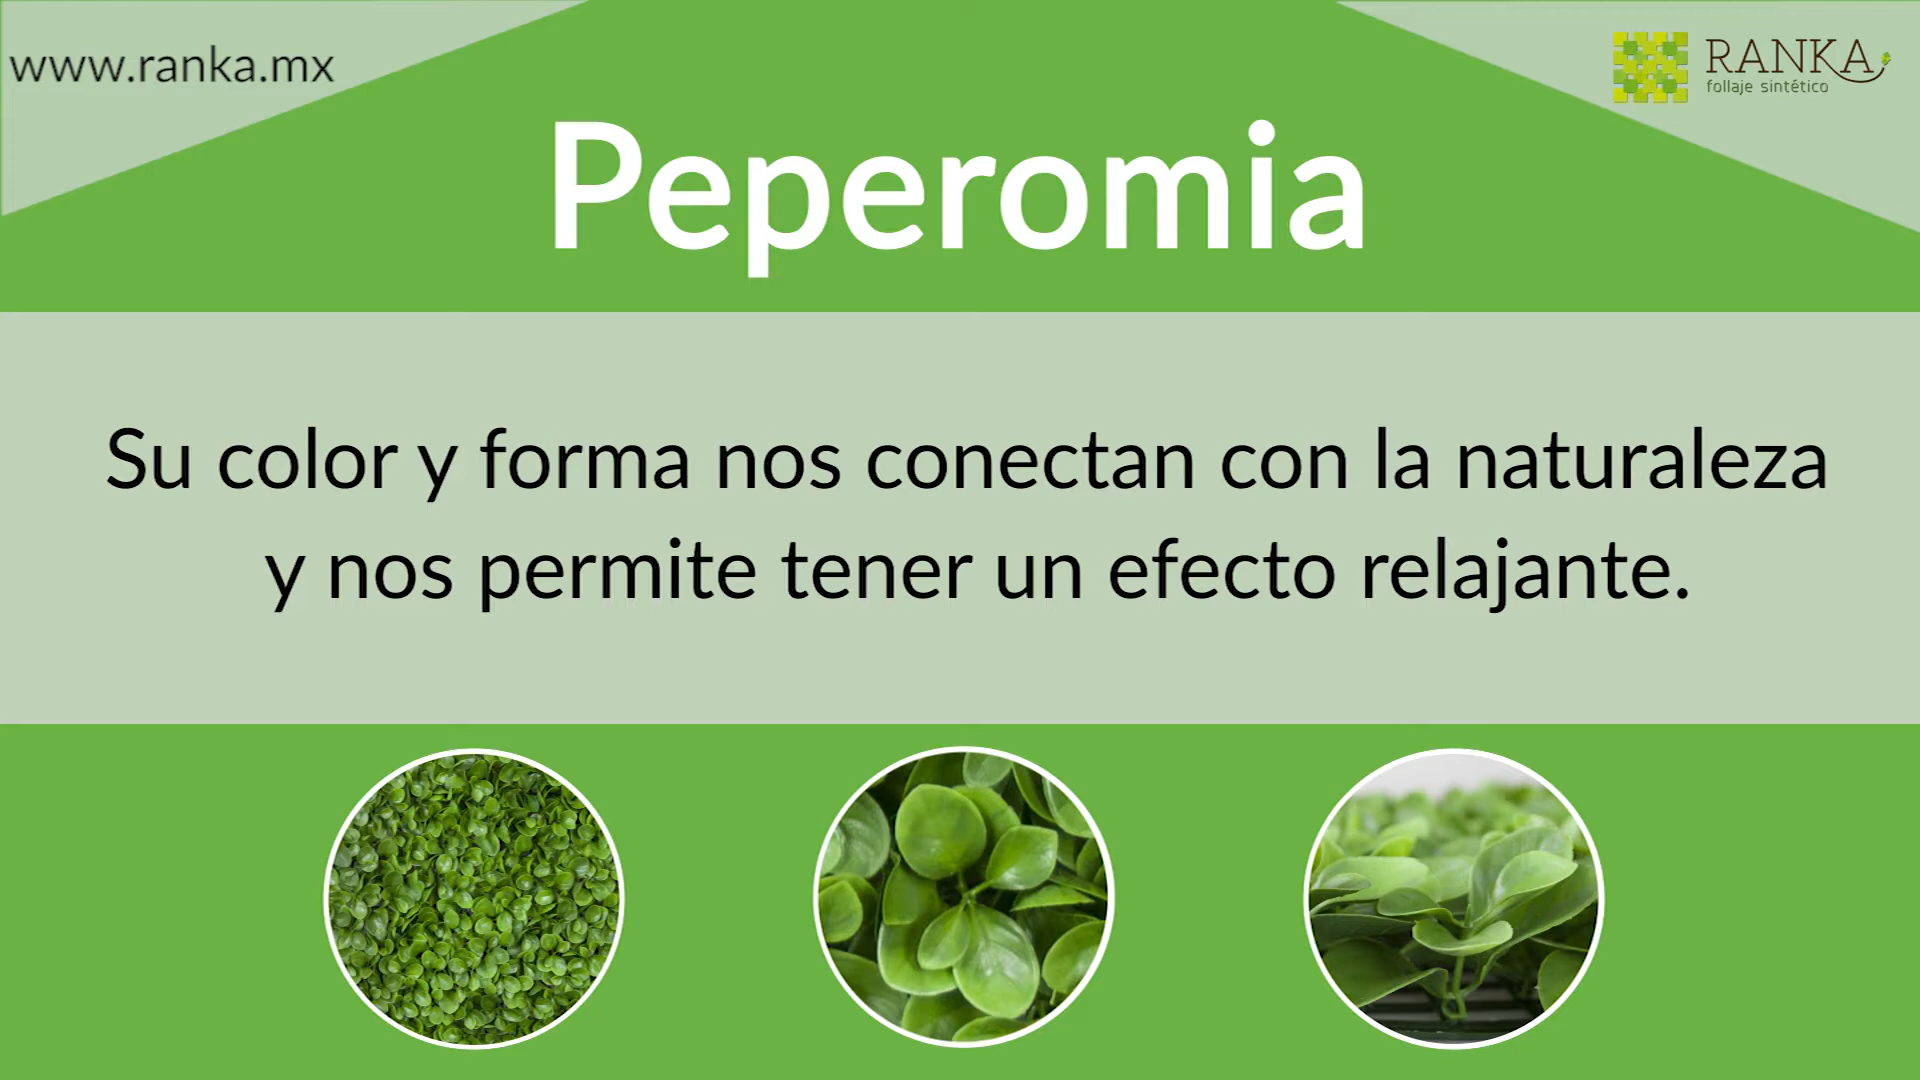 www.ranka.mx
RANKA
follaje sintético
Peperomia
Su color y forma nos conectan con la naturaleza
y nos permite tener un efecto relajante.